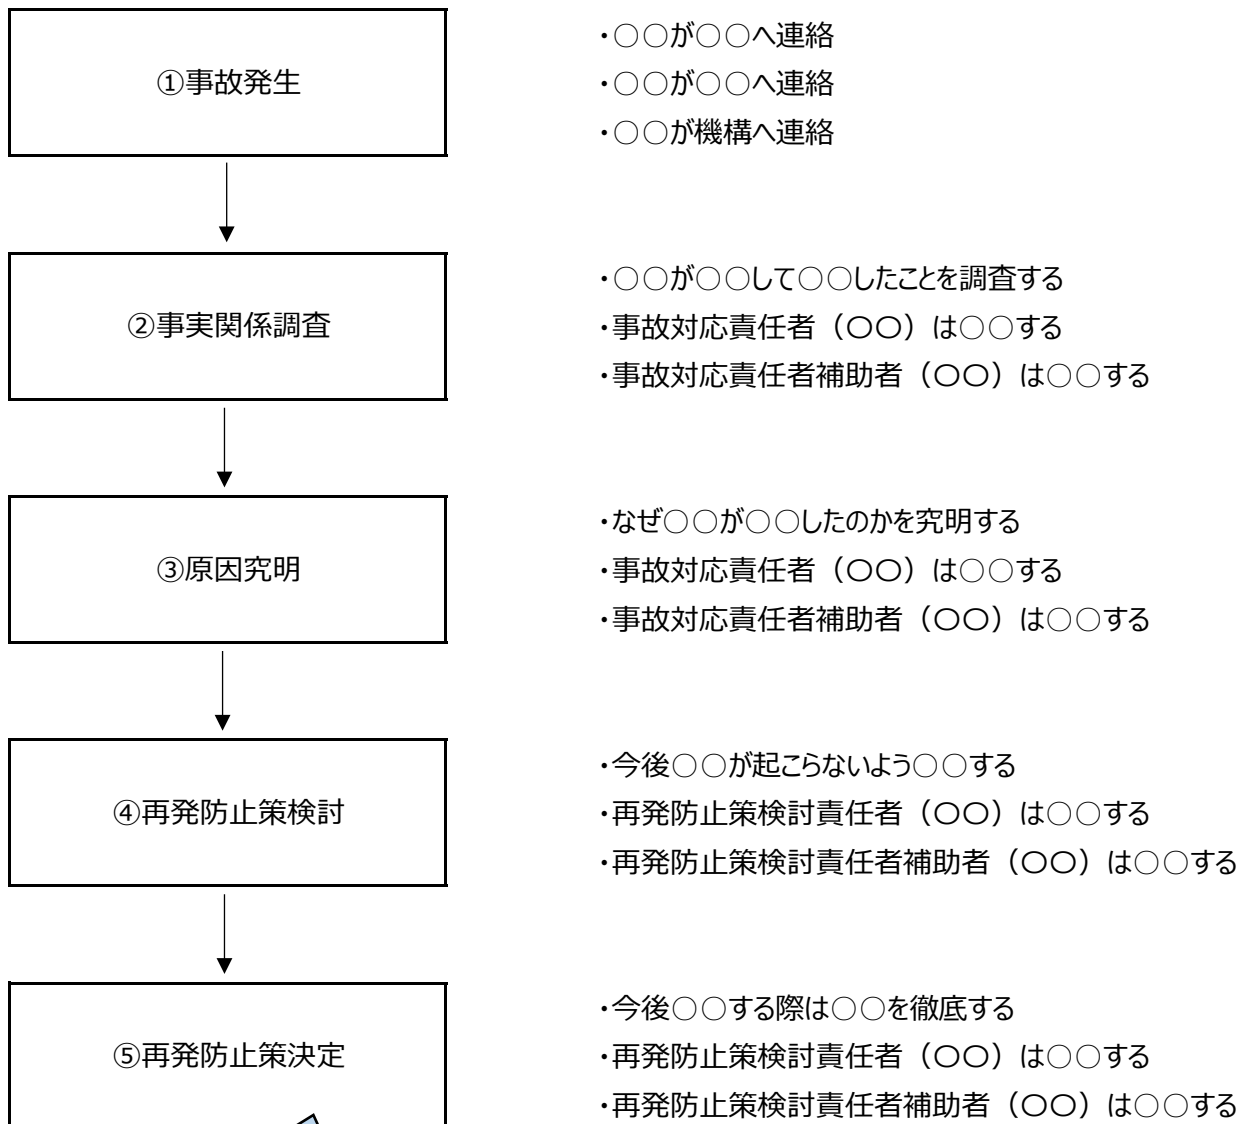 ①事故発生
・○○が○○へ連絡
・○○が○○へ連絡
・○○が機構へ連絡
②事実関係調査
・○○が○○して○○したことを調査する
・事故対応責任者（〇〇）は○○する
・事故対応責任者補助者（〇〇）は○○する
③原因究明
・なぜ○○が○○したのかを究明する
・事故対応責任者（〇〇）は○○する
・事故対応責任者補助者（〇〇）は○○する
④再発防止策検討
・今後○○が起こらないよう○○する
・再発防止策検討責任者（〇〇）は○○する
・再発防止策検討責任者補助者（〇〇）は○○する
⑤再発防止策決定
・今後○○する際は○○を徹底する
・再発防止策検討責任者（〇〇）は○○する
・再発防止策検討責任者補助者（〇〇）は○○する